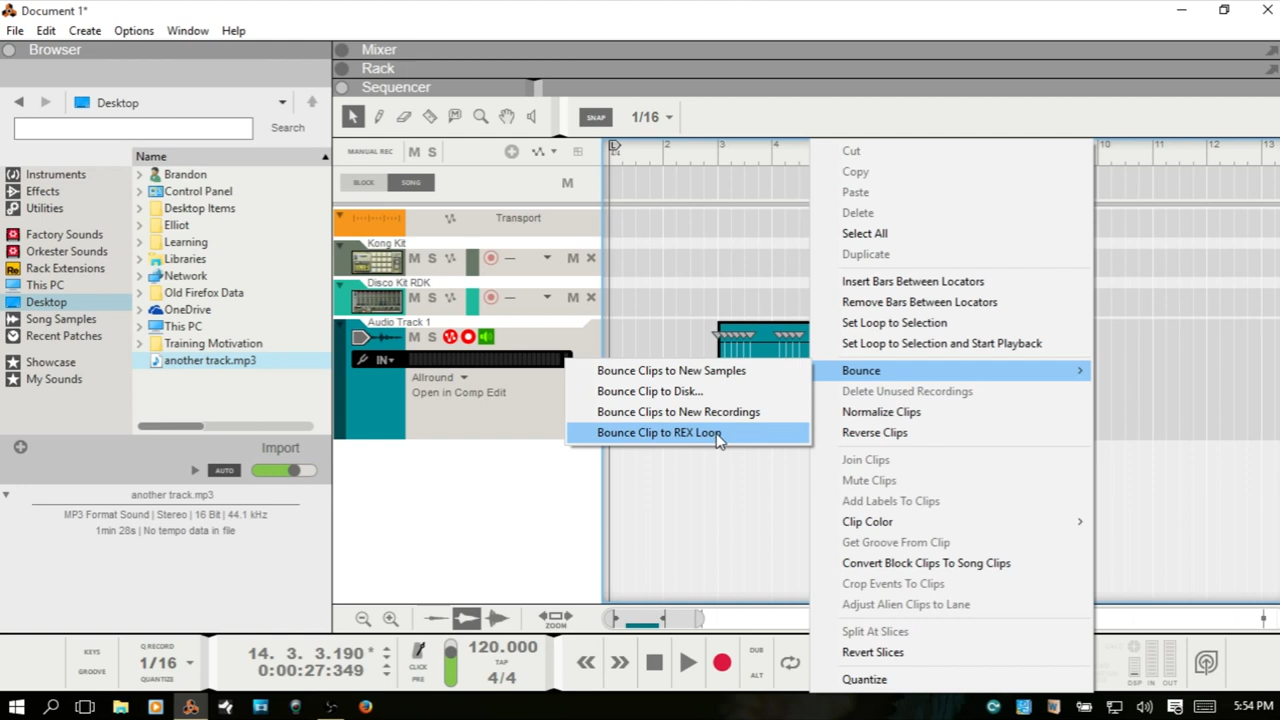 Document 1*
File Edit Create Options Window Help
Browser
Mixer
Rack
Sequencer
Desktop
SNAP 1/16
Search
MANUAL REC M S
1 2 3 4 10 11 12 13
BLOCK SONG M
Instruments
Effects
Utilities
Factory Sounds
Orkester Sounds
Rack Extensions
This PC
Desktop
Song Samples
Recent Patches
Showcase
My Sounds
Name
Brandon
Control Panel
Desktop Items
Elliot
Learning
Libraries
Network
Old Firefox Data
OneDrive
This PC
Training Motivation
another track.mp3
Transport
Kong Kit
M S M
Disco Kit RDK
M S M
Audio Track 1
M S
IN
Allround
Open in Comp Edit
Bounce Clips to New Samples
Bounce Clip to Disk...
Bounce Clips to New Recordings
Bounce Clip to REX Loop
Cut
Copy
Paste
Delete
Select All
Duplicate
Insert Bars Between Locators
Remove Bars Between Locators
Set Loop to Selection
Set Loop to Selection and Start Playback
Bounce
Delete Unused Recordings
Normalize Clips
Reverse Clips
Join Clips
Mute Clips
Add Labels To Clips
Clip Color
Get Groove From Clip
Convert Block Clips To Song Clips
Crop Events To Clips
Adjust Alien Clips to Lane
Split At Slices
Revert Slices
Quantize
Import
AUTO
another track.mp3
MP3 Format Sound | Stereo | 16 Bit | 44.1 kHz
1min 28s | No tempo data in file
ZOOM
KEYS
GROOVE
Q RECORD
1/16
QUANTIZE
14. 3. 3.190 *
0:00:27:349
CLICK
PRE
120.000
TAP
4/4
DUB
ALT
DSP IN OUT
5:54 PM